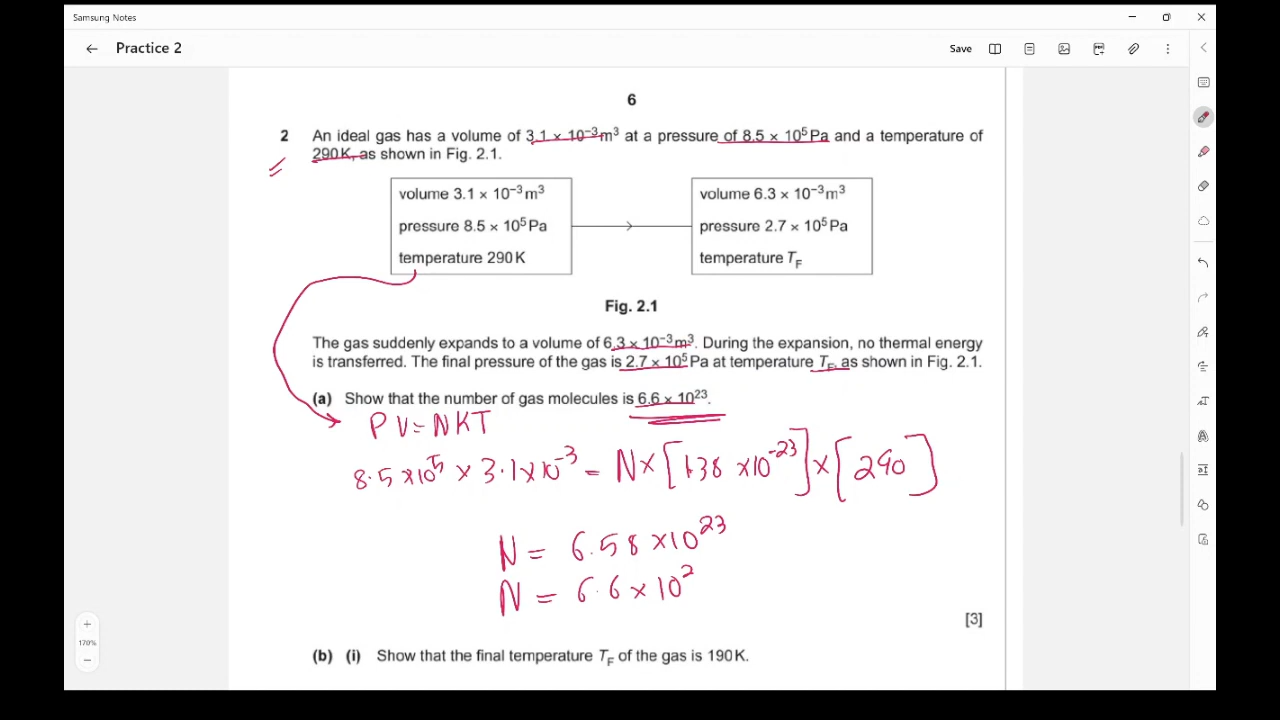 Samsung Notes
Practice 2
Save
6
2 An ideal gas has a volume of 3.1 × 10⁻³ m³ at a pressure of 8.5 × 10⁵ Pa and a temperature of
290 K, as shown in Fig. 2.1.
volume 3.1 × 10⁻³ m³
pressure 8.5 × 10⁵ Pa
temperature 290 K
volume 6.3 × 10⁻³ m³
pressure 2.7 × 10⁵ Pa
temperature T_F
Fig. 2.1
The gas suddenly expands to a volume of 6.3 × 10⁻³ m³. During the expansion, no thermal energy
is transferred. The final pressure of the gas is 2.7 × 10⁵ Pa at temperature T_F, as shown in Fig. 2.1.
(a) Show that the number of gas molecules is 6.6 × 10²³.
PV = NKT
8.5 × 10⁵ × 3.1 × 10⁻³ = N × [1.38 × 10⁻²³] × [290]
N = 6.58 × 10²³
N = 6.6 × 10²
[3]
170%
(b) (i) Show that the final temperature T_F of the gas is 190 K.